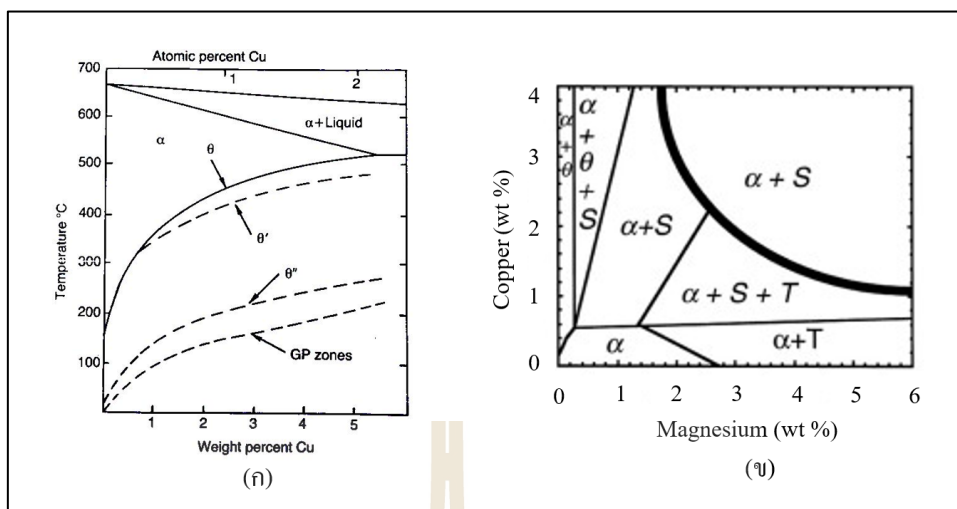 Atomic percent Cu
1 2
700
600
500
400
300
200
100
Temperature °C
α+Liquid
α
θ
θ′
θ″
GP zones
1 2 3 4 5
Weight percent Cu
(ก)
4
3
2
1
0
Copper (wt %)
α + θ
α + θ + S
α+S
α + S
α + S + T
α
α+T
0 1 2 3 4 5 6
Magnesium (wt %)
(ข)